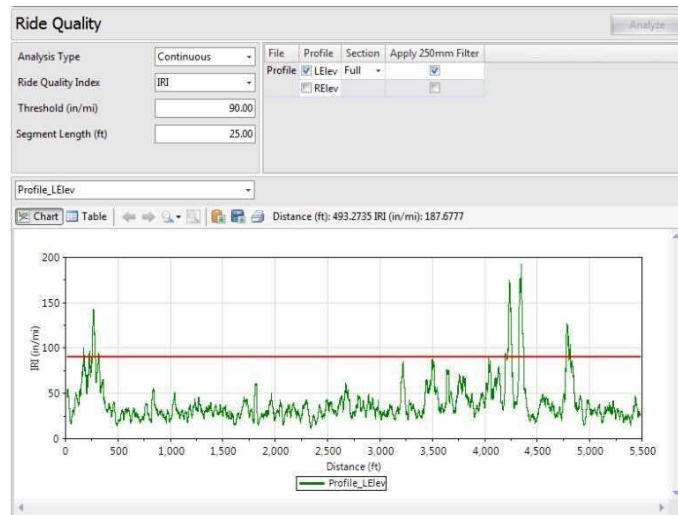 Ride Quality
Analyze
Analysis Type Continuous
Ride Quality Index IRI
Threshold (in/mi) 90.00
Segment Length (ft) 25.00
File Profile Section Apply 250mm Filter
Profile LElev Full
RElev
Profile_LElev
Chart Table Distance (ft): 493.2735 IRI (in/mi): 187.6777
200
150
100
50
0
IRI (in/mi)
0 500 1,000 1,500 2,000 2,500 3,000 3,500 4,000 4,500 5,000 5,500
Distance (ft)
Profile_LElev